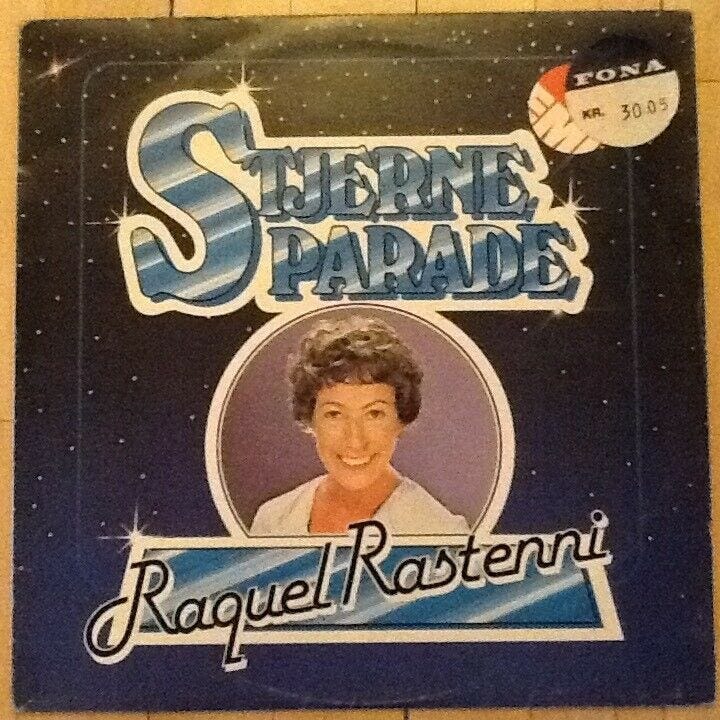 FONA
KR. 30.05
STJERNE
PARADE
Raquel Rastenni